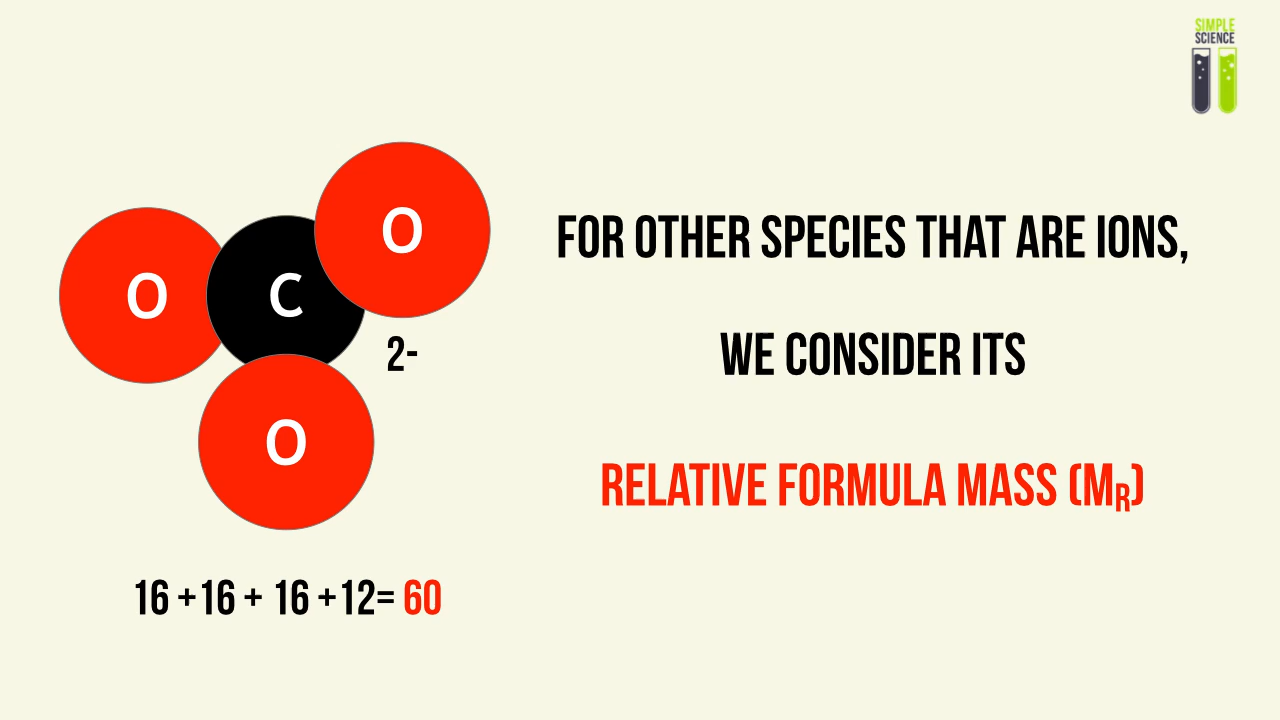 SIMPLE
SCIENCE
O
O
C
2-
O
FOR OTHER SPECIES THAT ARE IONS,
WE CONSIDER ITS
RELATIVE FORMULA MASS (MR)
16 +16 + 16 +12= 60